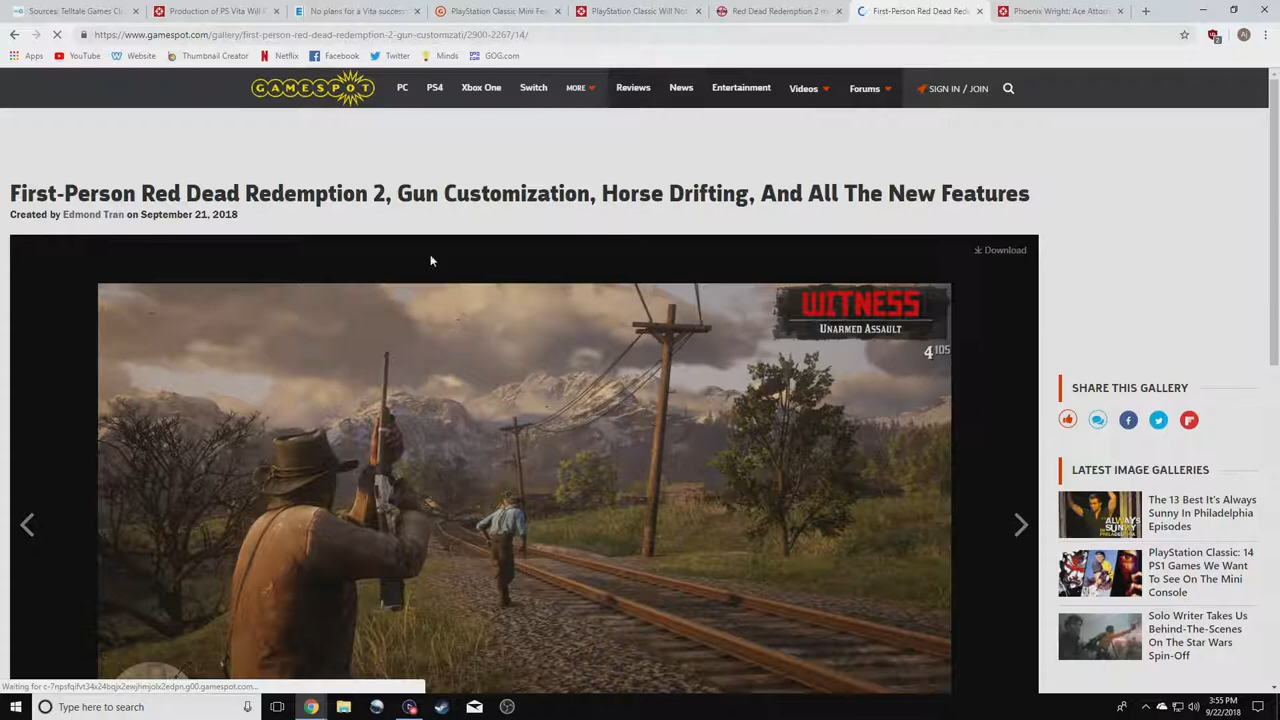 Sources: Telltale Games Cl
Production of PS Vita Will
No plans for a Vita success
PlayStation Classic Mini Fe
PlayStation Classic Will Not
Red Dead Redemption 2 m
First-Person Red Dead Rede
Phoenix Wright: Ace Attor
https://www.gamespot.com/gallery/first-person-red-dead-redemption-2-gun-customizati/2900-2267/14/
Apps YouTube Website Thumbnail Creator Netflix Facebook Twitter Minds GOG.com
GAMESPOT PC PS4 Xbox One Switch MORE Reviews News Entertainment Videos Forums SIGN IN / JOIN
First-Person Red Dead Redemption 2, Gun Customization, Horse Drifting, And All The New Features
Created by Edmond Tran on September 21, 2018
Download
WITNESS
UNARMED ASSAULT
4 105
SHARE THIS GALLERY
LATEST IMAGE GALLERIES
The 13 Best It's Always
Sunny In Philadelphia
Episodes
PlayStation Classic: 14
PS1 Games We Want
To See On The Mini
Console
Solo Writer Takes Us
Behind-The-Scenes
On The Star Wars
Spin-Off
Type here to search
3:55 PM
9/22/2018